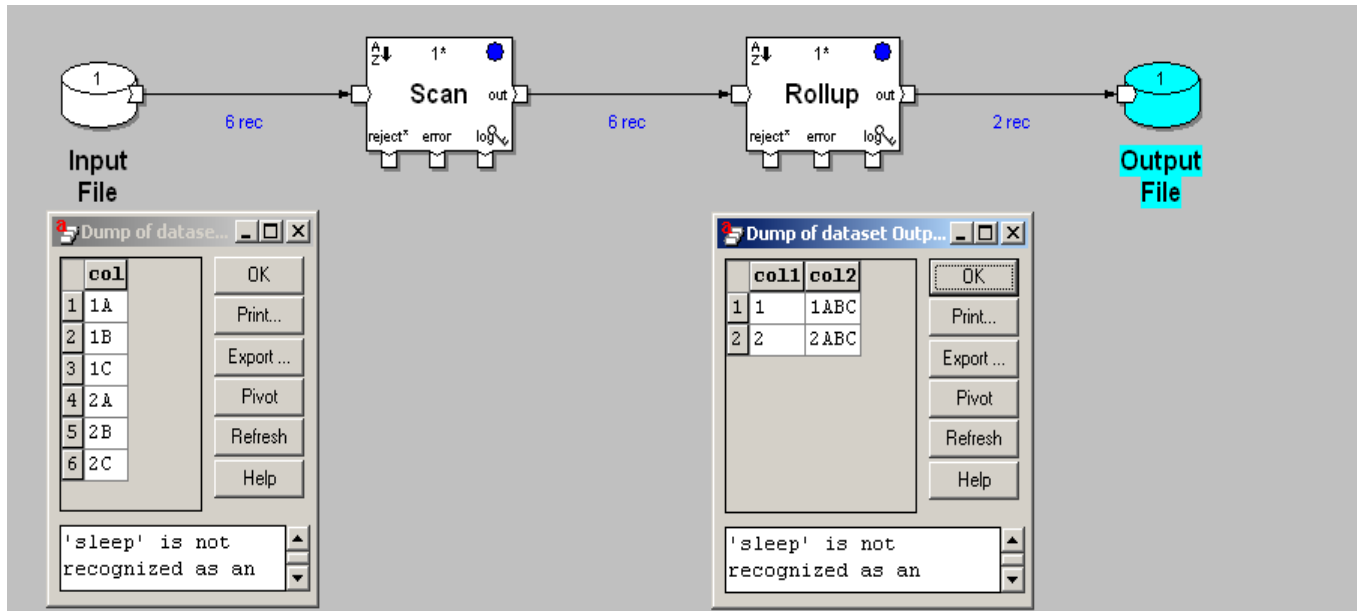 1
Input
File
6 rec
A
Z
1*
Scan
out
reject*
error
log
6 rec
A
Z
1*
Rollup
out
reject*
error
log
2 rec
1
Output
File
Dump of datase...
col
1 1A
2 1B
3 1C
4 2A
5 2B
6 2C
OK
Print...
Export ...
Pivot
Refresh
Help
'sleep' is not
recognized as an
Dump of dataset Outp...
col1 col2
1 1 1ABC
2 2 2ABC
OK
Print...
Export ...
Pivot
Refresh
Help
'sleep' is not
recognized as an